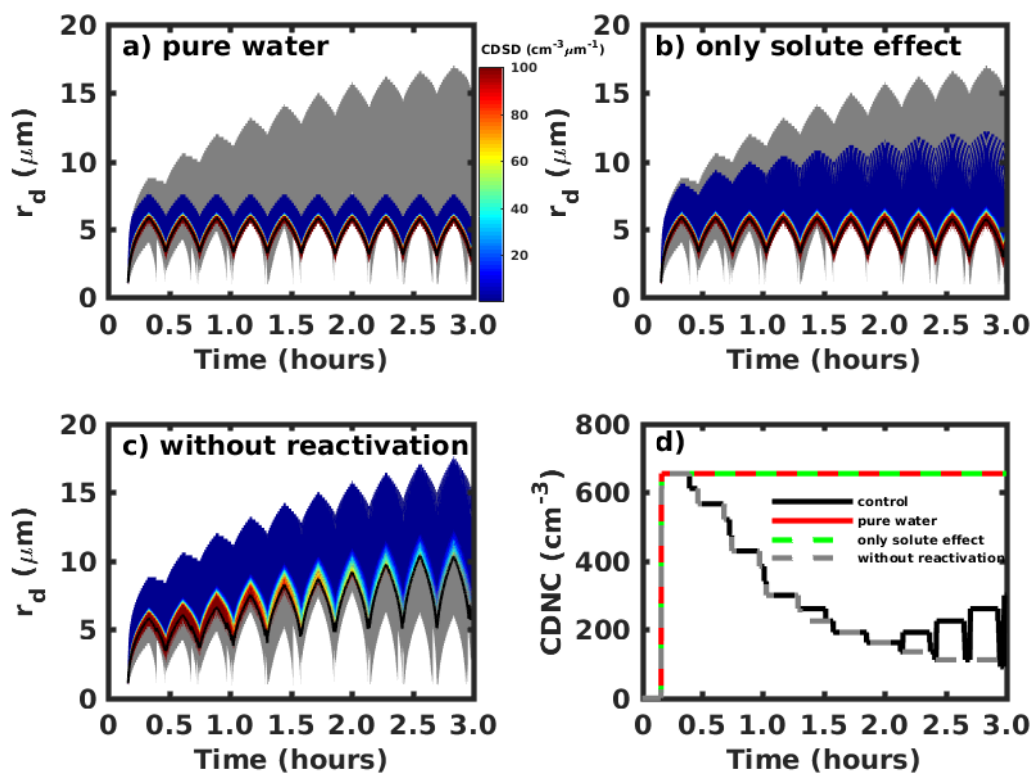 a) pure water
CDSD (cm⁻³μm⁻¹)
100
80
60
40
20
20
15
10
5
0
r_d (μm)
0 0.5 1.0 1.5 2.0 2.5 3.0
Time (hours)
b) only solute effect
20
15
10
5
0
r_d (μm)
0 0.5 1.0 1.5 2.0 2.5 3.0
Time (hours)
c) without reactivation
20
15
10
5
0
r_d (μm)
0 0.5 1.0 1.5 2.0 2.5 3.0
Time (hours)
d)
800
600
400
200
0
CDNC (cm⁻³)
control
pure water
only solute effect
without reactivation
0 0.5 1.0 1.5 2.0 2.5 3.0
Time (hours)